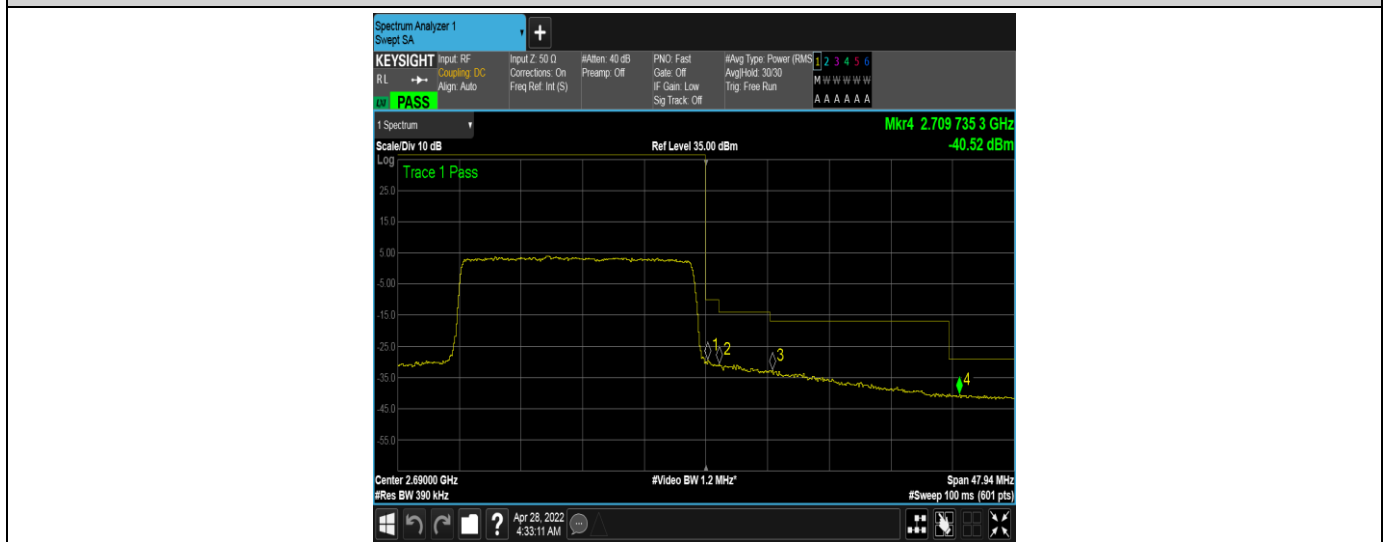 Spectrum Analyzer 1
Swept SA
+
KEYSIGHT
RL
LXI PASS
Input: RF
Coupling: DC
Align: Auto
Input Z: 50 Ω
Corrections: On
Freq Ref: Int (S)
#Atten: 40 dB
Preamp: Off
PNO: Fast
Gate: Off
IF Gain: Low
Sig Track: Off
#Avg Type: Power (RMS
Avg|Hold: 30/30
Trig: Free Run
1 2 3 4 5 6
M W W W W W
A A A A A A
1 Spectrum
Mkr4 2.709 735 3 GHz
Scale/Div 10 dB
Ref Level 35.00 dBm
-40.52 dBm
Log
Trace 1 Pass
25.0
15.0
5.00
-5.00
-15.0
-25.0
-35.0
-45.0
-55.0
1
2
3
4
Center 2.69000 GHz
#Video BW 1.2 MHz*
Span 47.94 MHz
#Res BW 390 kHz
#Sweep 100 ms (601 pts)
?
Apr 28, 2022
4:33:11 AM